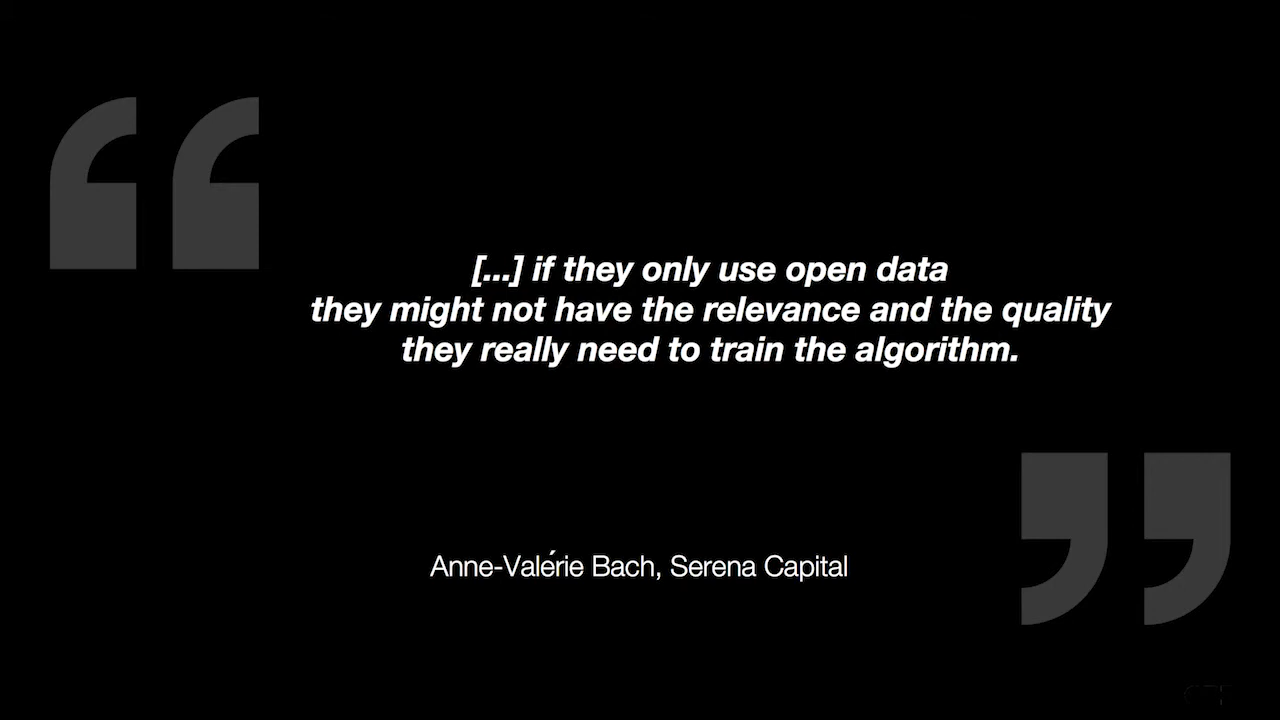 [...] if they only use open data
they might not have the relevance and the quality
they really need to train the algorithm.
Anne-Valérie Bach, Serena Capital